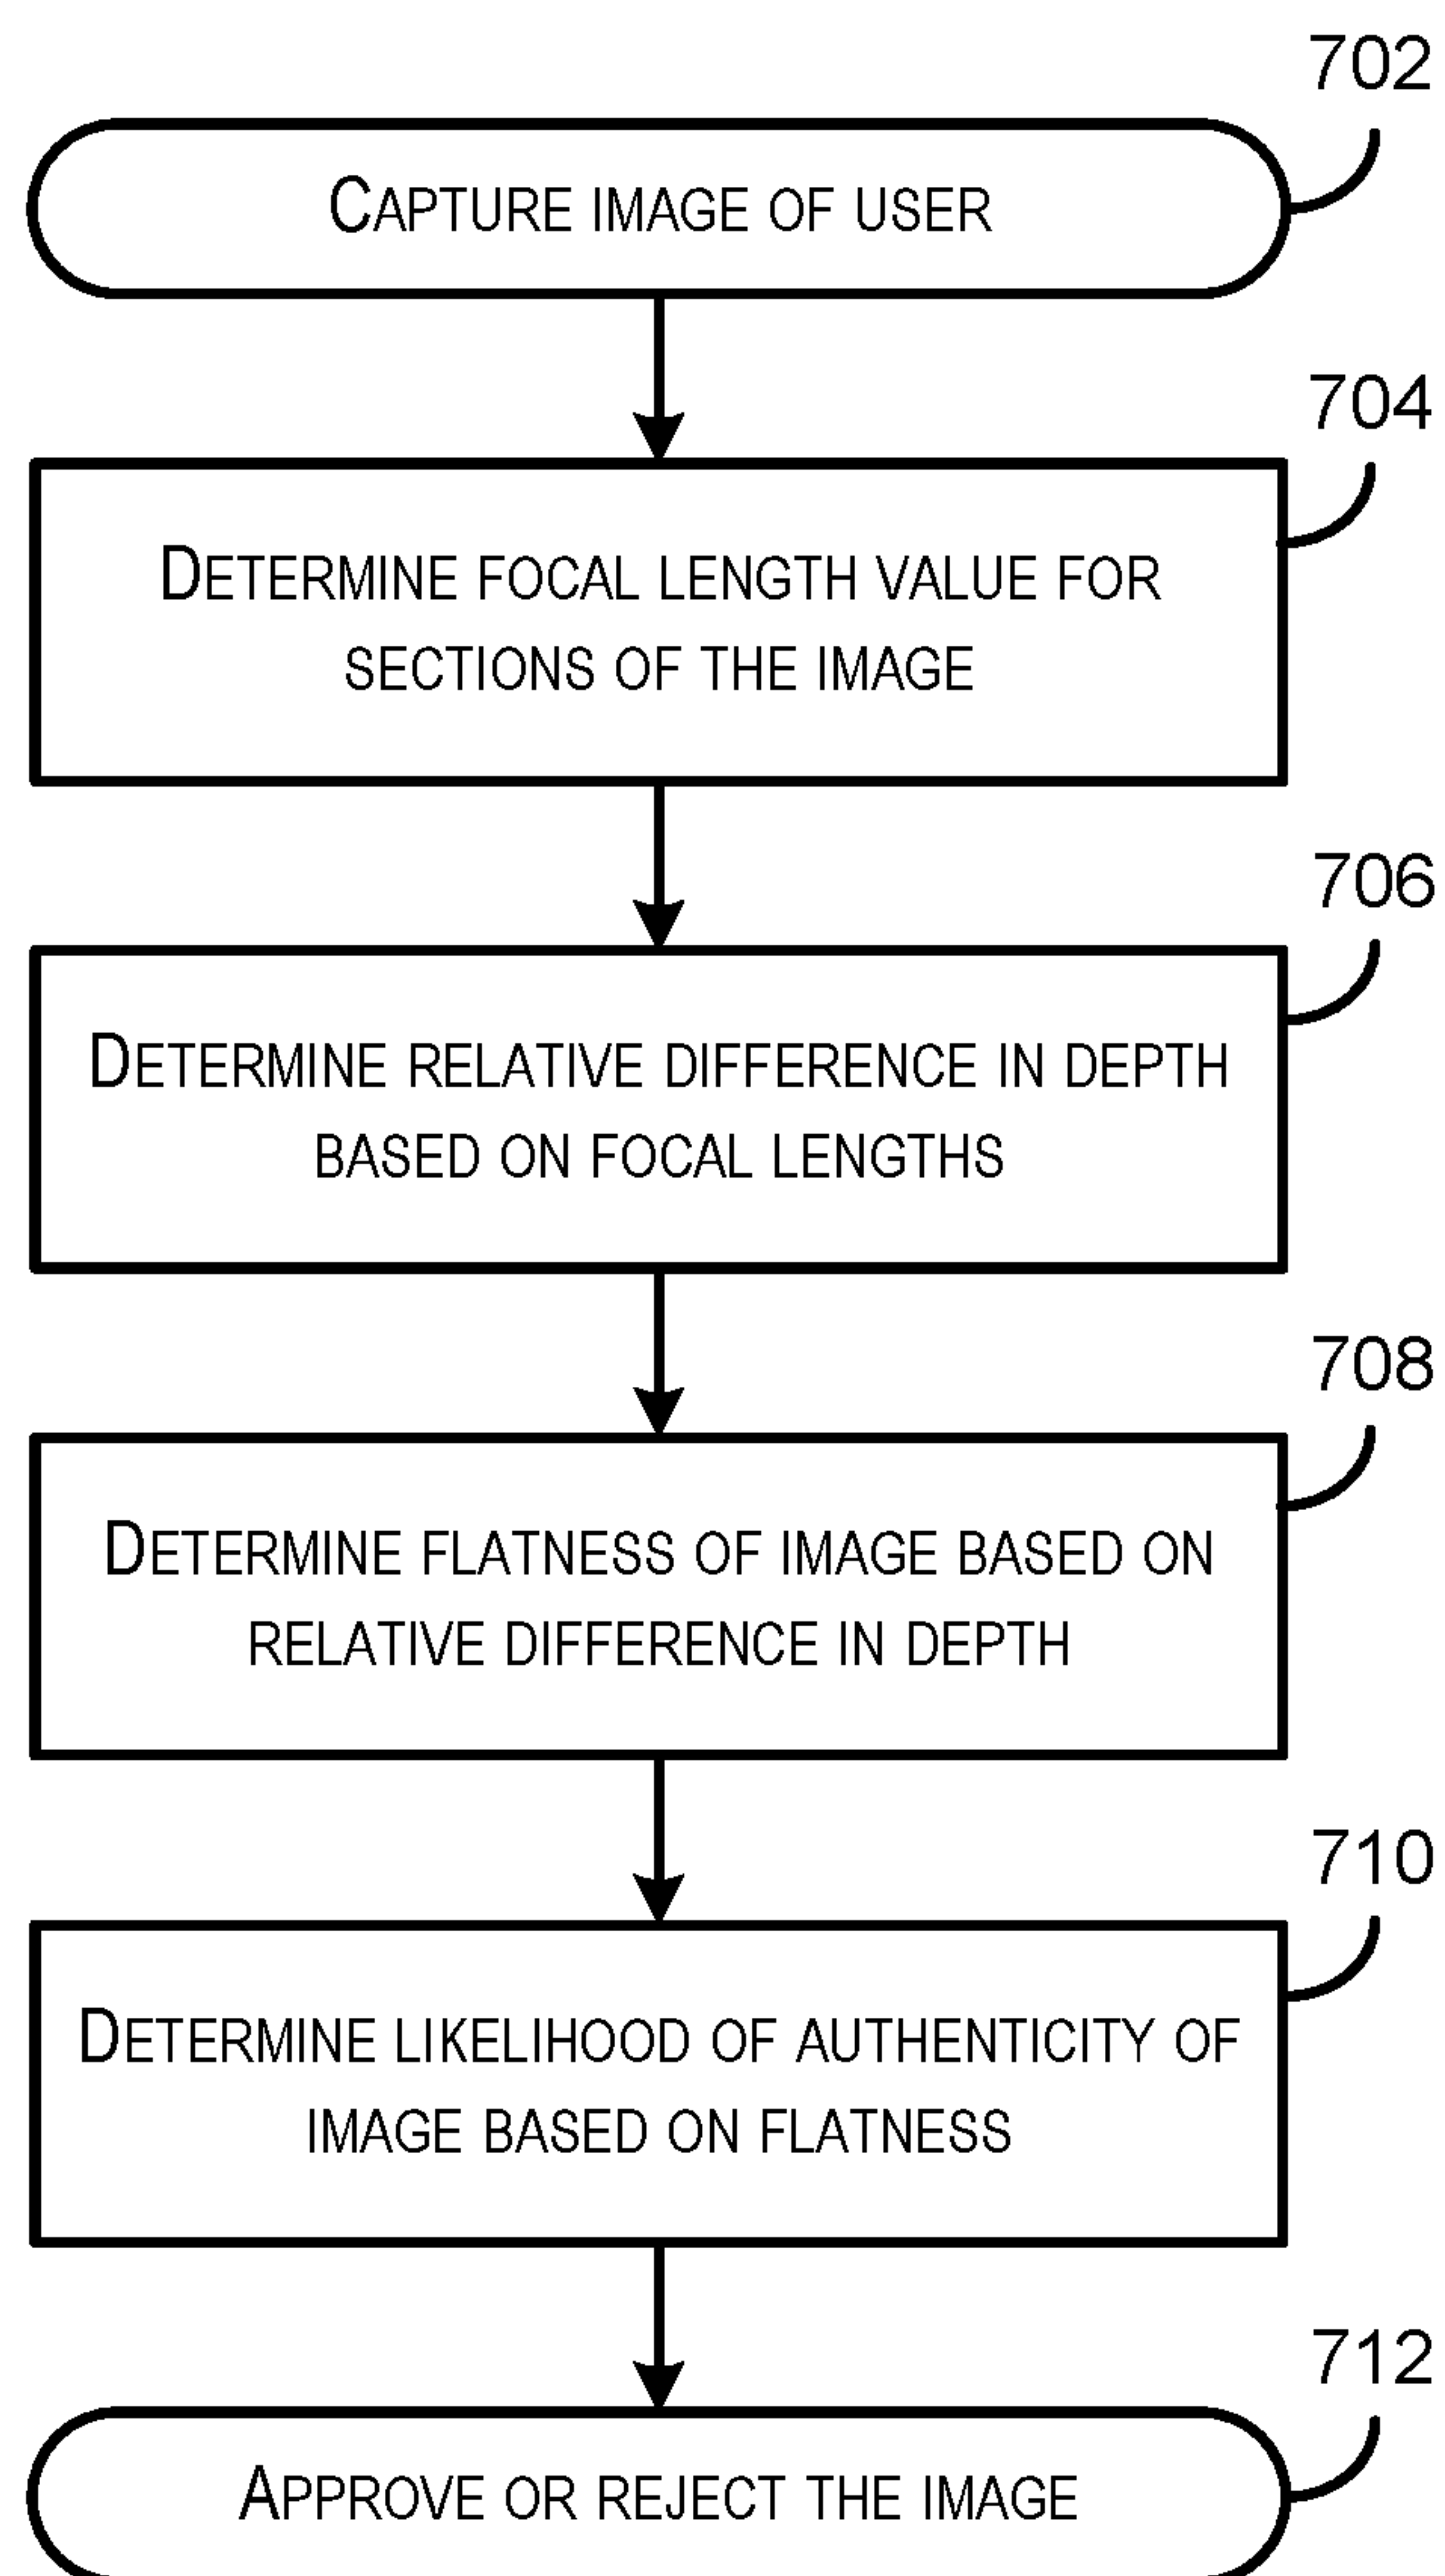 702
CAPTURE IMAGE OF USER
704
DETERMINE FOCAL LENGTH VALUE FOR
SECTIONS OF THE IMAGE
706
DETERMINE RELATIVE DIFFERENCE IN DEPTH
BASED ON FOCAL LENGTHS
708
DETERMINE FLATNESS OF IMAGE BASED ON
RELATIVE DIFFERENCE IN DEPTH
710
DETERMINE LIKELIHOOD OF AUTHENTICITY OF
IMAGE BASED ON FLATNESS
712
APPROVE OR REJECT THE IMAGE